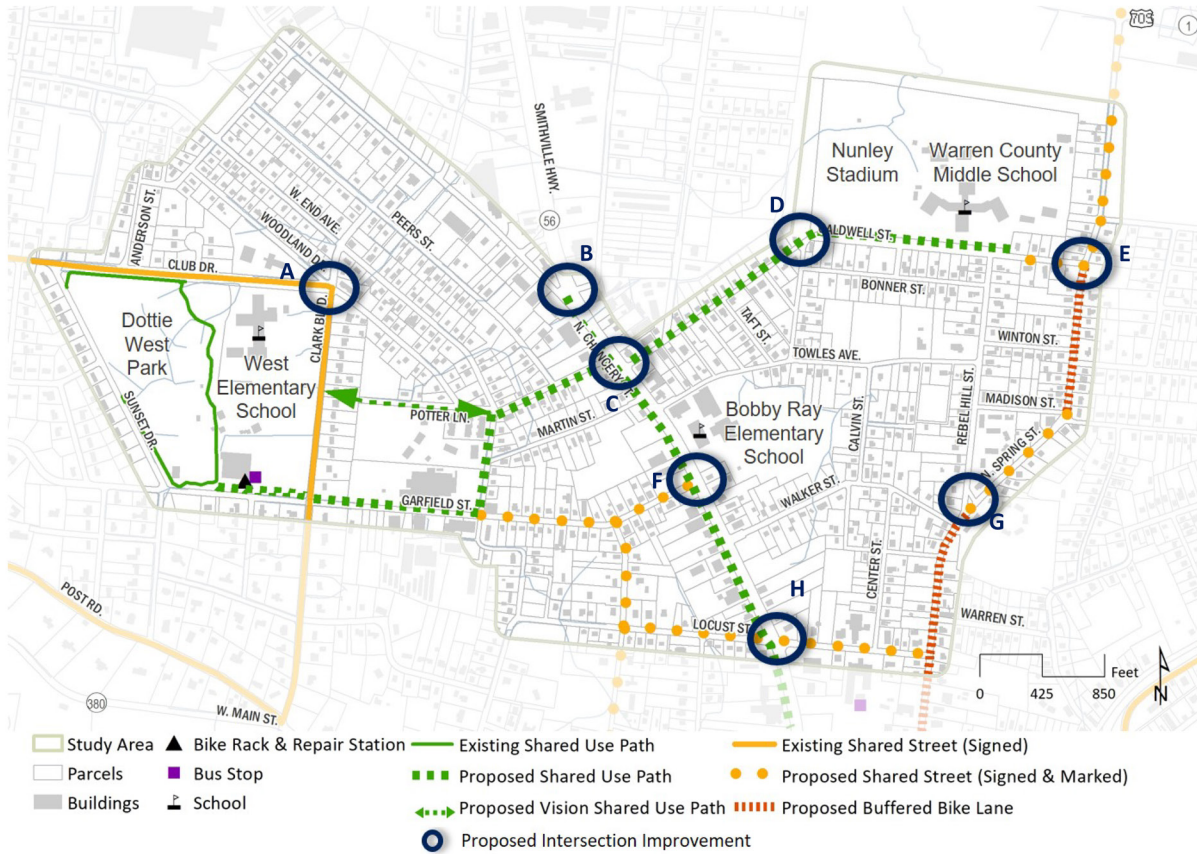 705
1
SMITHVILLE HWY.
56
ANDERSON ST.
W. END AVE.
WOODLAND DR.
PEERS ST.
CLUB DR.
A
B
D
Nunley
Stadium
Warren County
Middle School
CALDWELL ST.
E
BONNER ST.
CLARK BLVD.
Dottie
West
Park
West
Elementary
School
SUNSET DR.
N. CHANCERY
C
TAFT ST.
WINTON ST.
TOWLES AVE.
POTTER LN.
MARTIN ST.
Bobby Ray
Elementary
School
MADISON ST.
CALVIN ST.
REBEL HILL ST.
N. SPRING ST.
F
WALKER ST.
GARFIELD ST.
G
CENTER ST.
H
LOCUST ST.
WARREN ST.
POST RD.
380
W. MAIN ST.
Feet
0 425 850
N
Study Area
Bike Rack & Repair Station
Existing Shared Use Path
Existing Shared Street (Signed)
Parcels
Bus Stop
Proposed Shared Use Path
Proposed Shared Street (Signed & Marked)
Buildings
School
Proposed Vision Shared Use Path
Proposed Buffered Bike Lane
Proposed Intersection Improvement